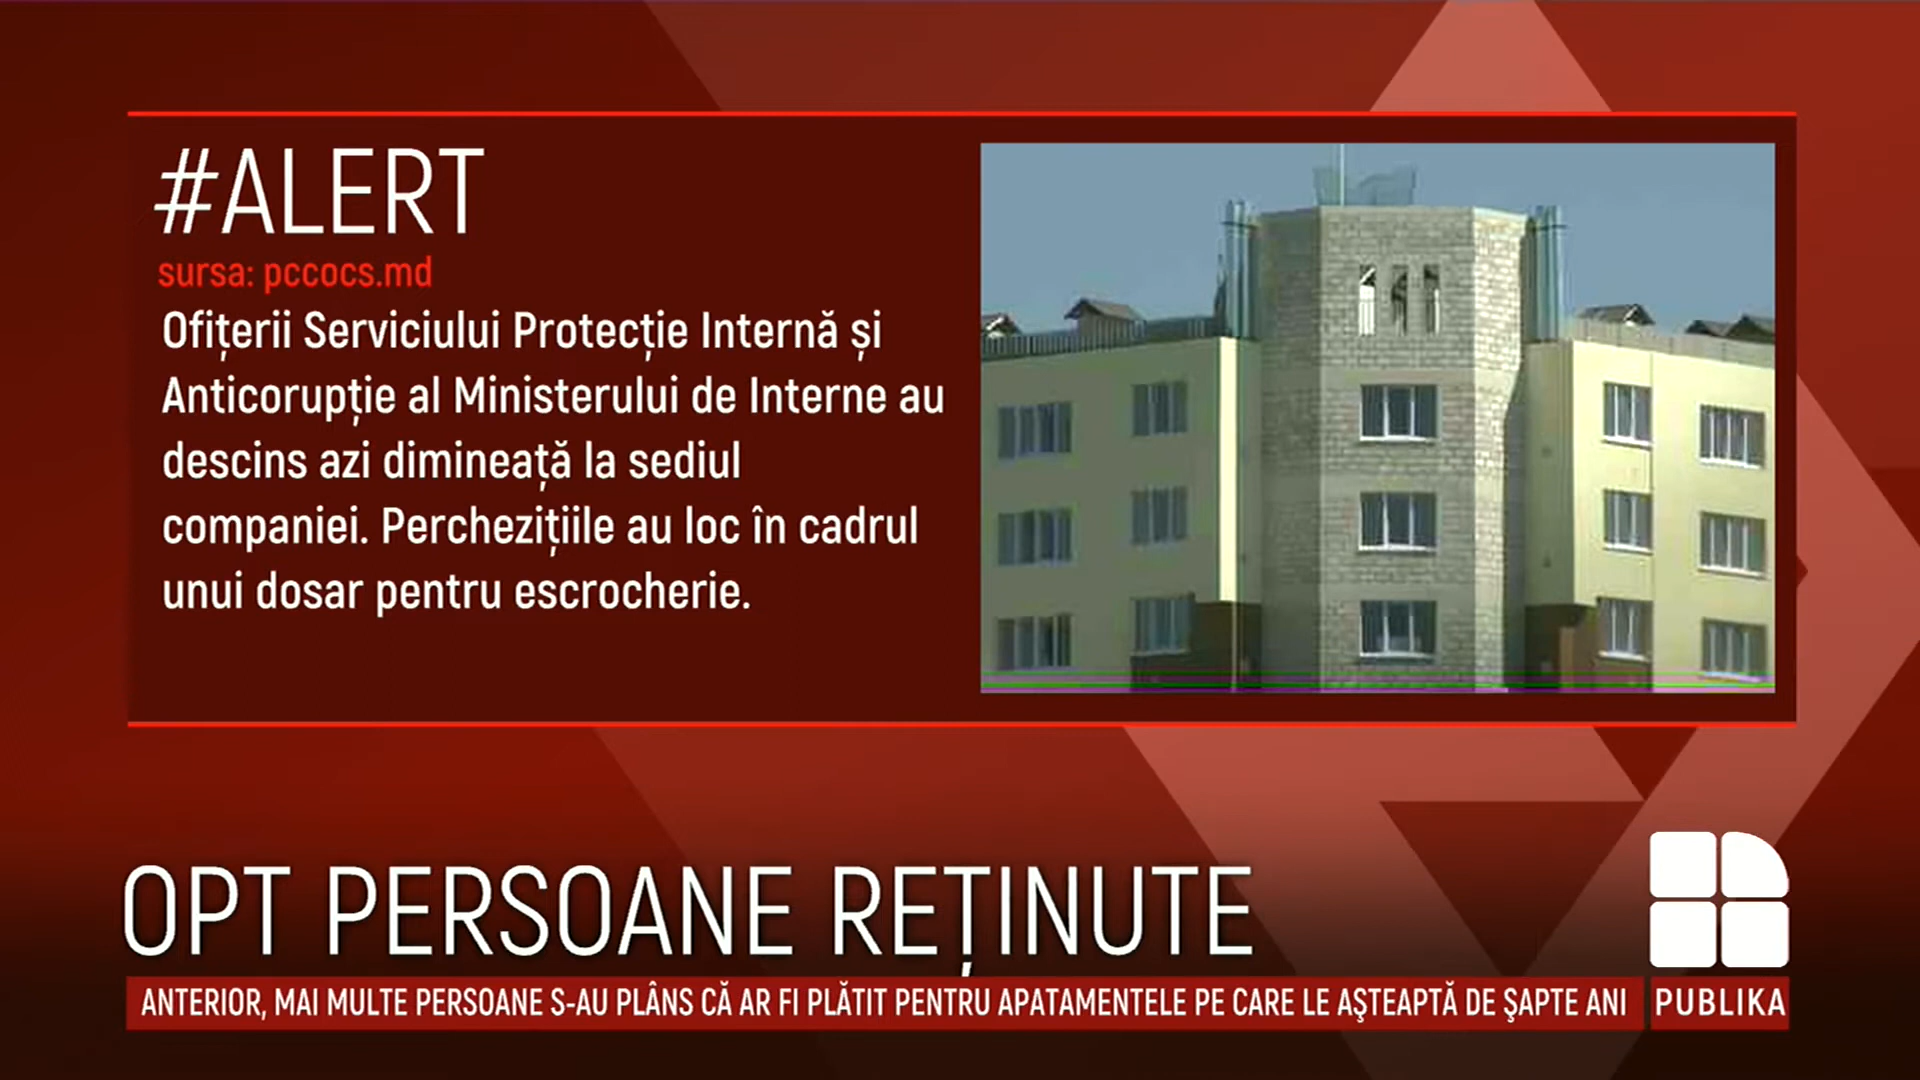 #ALERT
sursa: pccocs.md
Ofițerii Serviciului Protecție Internă și
Anticorupție al Ministerului de Interne au
descins azi dimineață la sediul
companiei. Perchezițiile au loc în cadrul
unui dosar pentru escrocherie.
OPT PERSOANE REȚINUTE
ANTERIOR, MAI MULTE PERSOANE S-AU PLÂNS CĂ AR FI PLĂTIT PENTRU APATAMENTELE PE CARE LE AŞTEAPTĂ DE ŞAPTE ANI
PUBLIKA